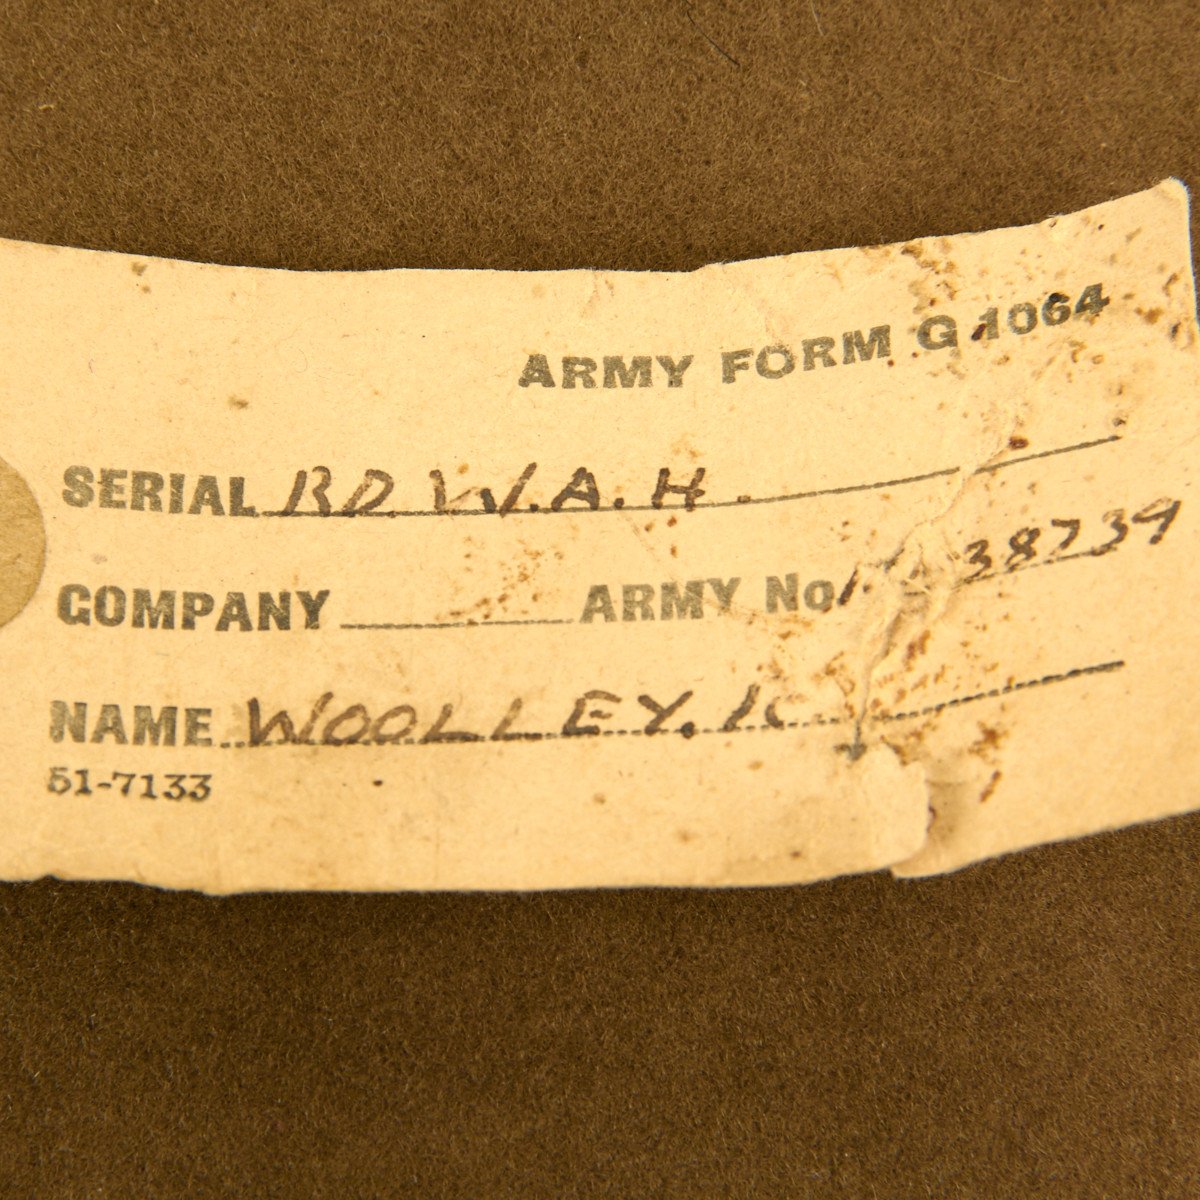 ARMY FORM G 1064
SERIAL RD W.A.H.
COMPANY ARMY No 38739
NAME WOOLLEY.
51-7133